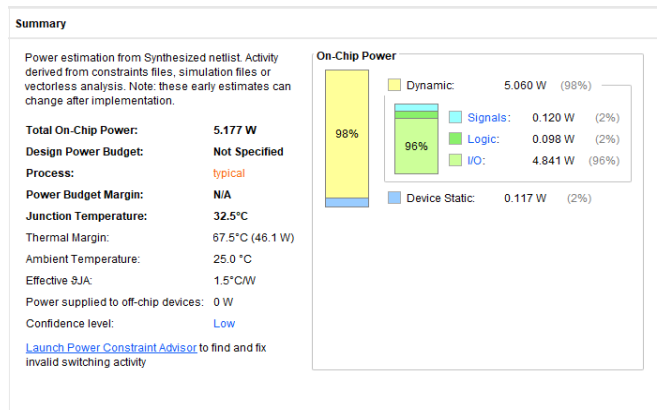 Summary
Power estimation from Synthesized netlist. Activity
derived from constraints files, simulation files or
vectorless analysis. Note: these early estimates can
change after implementation.
Total On-Chip Power: 5.177 W
Design Power Budget: Not Specified
Process: typical
Power Budget Margin: N/A
Junction Temperature: 32.5°C
Thermal Margin: 67.5°C (46.1 W)
Ambient Temperature: 25.0 °C
Effective ϑJA: 1.5°C/W
Power supplied to off-chip devices: 0 W
Confidence level: Low
Launch Power Constraint Advisor to find and fix
invalid switching activity
On-Chip Power
98%
Dynamic: 5.060 W (98%)
96%
Signals: 0.120 W (2%)
Logic: 0.098 W (2%)
I/O: 4.841 W (96%)
Device Static: 0.117 W (2%)